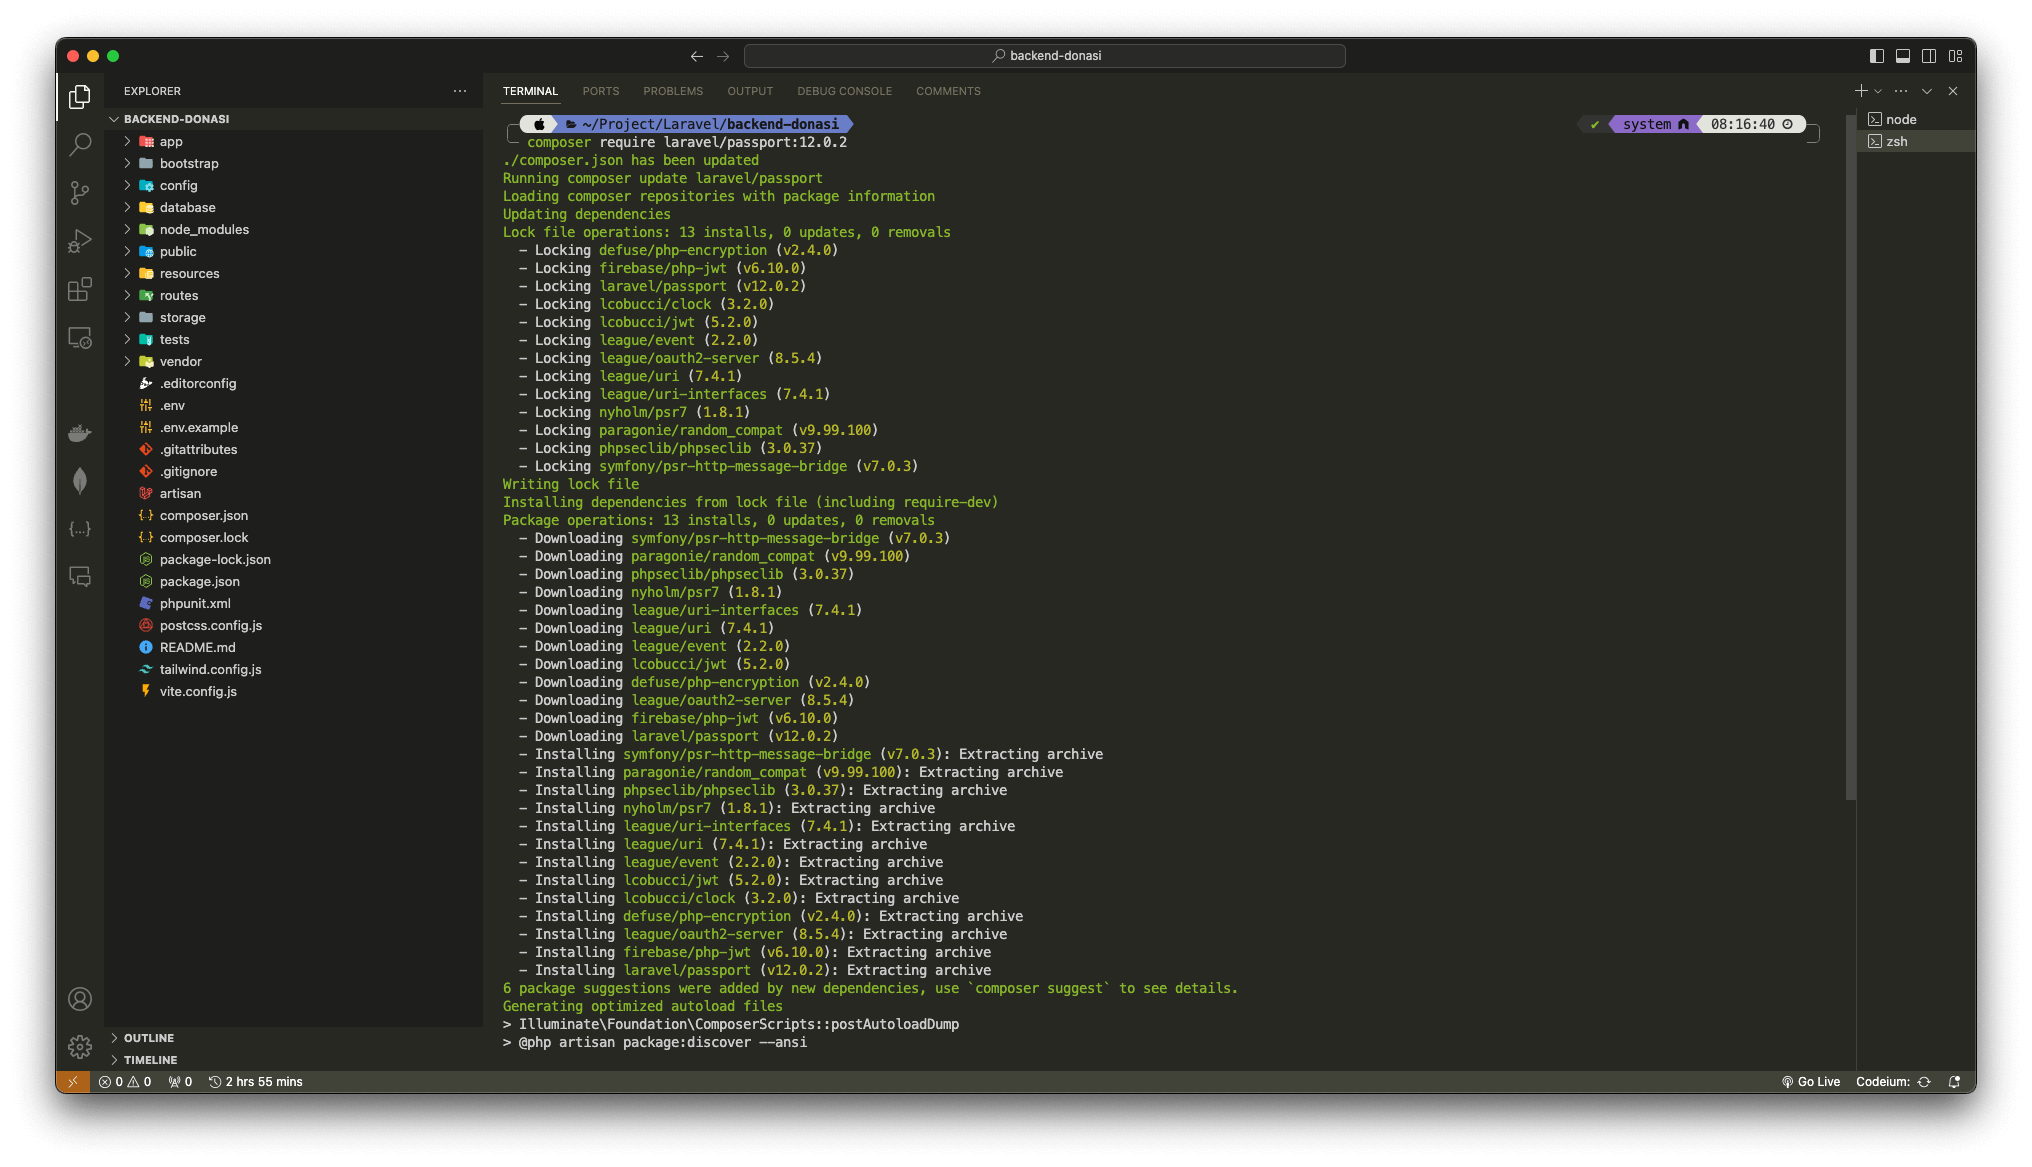 backend-donasi
EXPLORER
BACKEND-DONASI
app
bootstrap
config
database
node_modules
public
resources
routes
storage
tests
vendor
.editorconfig
.env
.env.example
.gitattributes
.gitignore
artisan
composer.json
composer.lock
package-lock.json
package.json
phpunit.xml
postcss.config.js
README.md
tailwind.config.js
vite.config.js
OUTLINE
TIMELINE
TERMINAL PORTS PROBLEMS OUTPUT DEBUG CONSOLE COMMENTS
~/Project/Laravel/backend-donasi ✔ system 08:16:40
composer require laravel/passport:12.0.2
./composer.json has been updated
Running composer update laravel/passport
Loading composer repositories with package information
Updating dependencies
Lock file operations: 13 installs, 0 updates, 0 removals
- Locking defuse/php-encryption (v2.4.0)
- Locking firebase/php-jwt (v6.10.0)
- Locking laravel/passport (v12.0.2)
- Locking lcobucci/clock (3.2.0)
- Locking lcobucci/jwt (5.2.0)
- Locking league/event (2.2.0)
- Locking league/oauth2-server (8.5.4)
- Locking league/uri (7.4.1)
- Locking league/uri-interfaces (7.4.1)
- Locking nyholm/psr7 (1.8.1)
- Locking paragonie/random_compat (v9.99.100)
- Locking phpseclib/phpseclib (3.0.37)
- Locking symfony/psr-http-message-bridge (v7.0.3)
Writing lock file
Installing dependencies from lock file (including require-dev)
Package operations: 13 installs, 0 updates, 0 removals
- Downloading symfony/psr-http-message-bridge (v7.0.3)
- Downloading paragonie/random_compat (v9.99.100)
- Downloading phpseclib/phpseclib (3.0.37)
- Downloading nyholm/psr7 (1.8.1)
- Downloading league/uri-interfaces (7.4.1)
- Downloading league/uri (7.4.1)
- Downloading league/event (2.2.0)
- Downloading lcobucci/jwt (5.2.0)
- Downloading defuse/php-encryption (v2.4.0)
- Downloading league/oauth2-server (8.5.4)
- Downloading firebase/php-jwt (v6.10.0)
- Downloading laravel/passport (v12.0.2)
- Installing symfony/psr-http-message-bridge (v7.0.3): Extracting archive
- Installing paragonie/random_compat (v9.99.100): Extracting archive
- Installing phpseclib/phpseclib (3.0.37): Extracting archive
- Installing nyholm/psr7 (1.8.1): Extracting archive
- Installing league/uri-interfaces (7.4.1): Extracting archive
- Installing league/uri (7.4.1): Extracting archive
- Installing league/event (2.2.0): Extracting archive
- Installing lcobucci/jwt (5.2.0): Extracting archive
- Installing lcobucci/clock (3.2.0): Extracting archive
- Installing defuse/php-encryption (v2.4.0): Extracting archive
- Installing league/oauth2-server (8.5.4): Extracting archive
- Installing firebase/php-jwt (v6.10.0): Extracting archive
- Installing laravel/passport (v12.0.2): Extracting archive
6 package suggestions were added by new dependencies, use `composer suggest` to see details.
Generating optimized autoload files
> Illuminate\Foundation\ComposerScripts::postAutoloadDump
> @php artisan package:discover --ansi
node
zsh
0 0 0 2 hrs 55 mins Go Live Codeium: